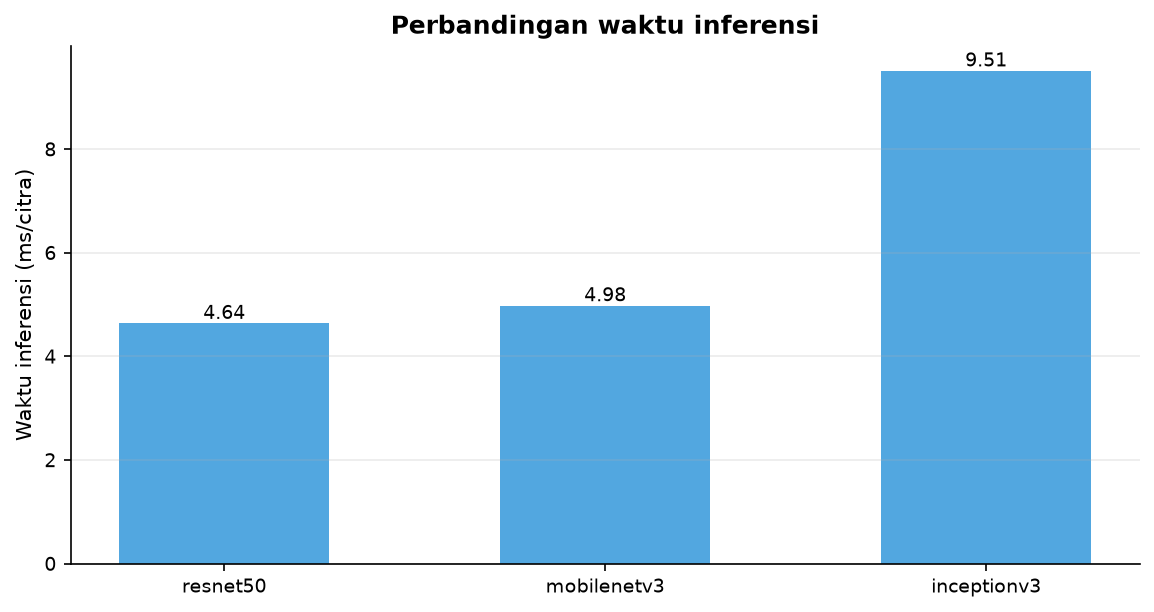 Perbandingan waktu inferensi
9.51
8
Waktu inferensi (ms/citra)
6
4.98
4.64
4
2
0
resnet50 mobilenetv3 inceptionv3